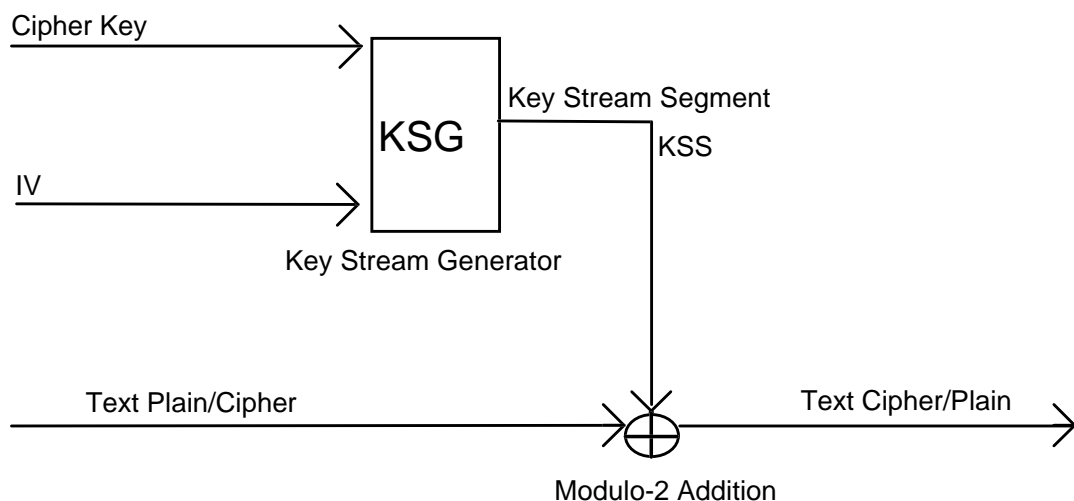 Cipher Key
Key Stream Segment
KSG
KSS
IV
Key Stream Generator
Text Plain/Cipher
Text Cipher/Plain
Modulo-2 Addition